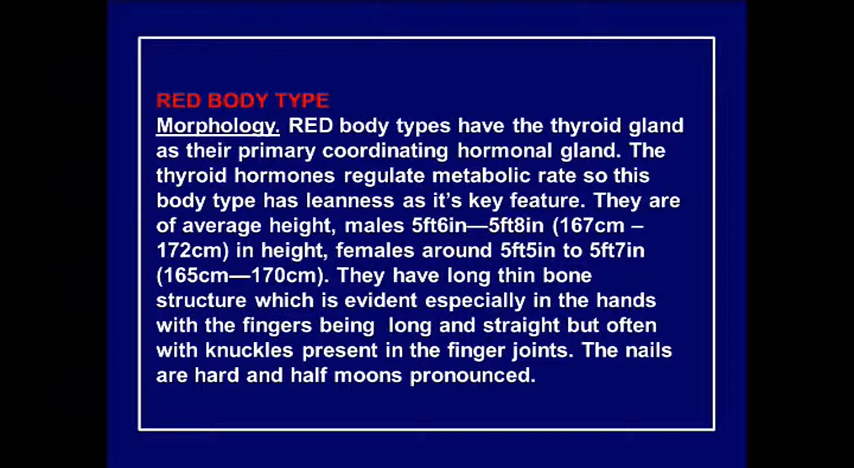 RED BODY TYPE
Morphology. RED body types have the thyroid gland
as their primary coordinating hormonal gland. The
thyroid hormones regulate metabolic rate so this
body type has leanness as it's key feature. They are
of average height, males 5ft6in—5ft8in (167cm –
172cm) in height, females around 5ft5in to 5ft7in
(165cm—170cm). They have long thin bone
structure which is evident especially in the hands
with the fingers being  long and straight but often
with knuckles present in the finger joints. The nails
are hard and half moons pronounced.